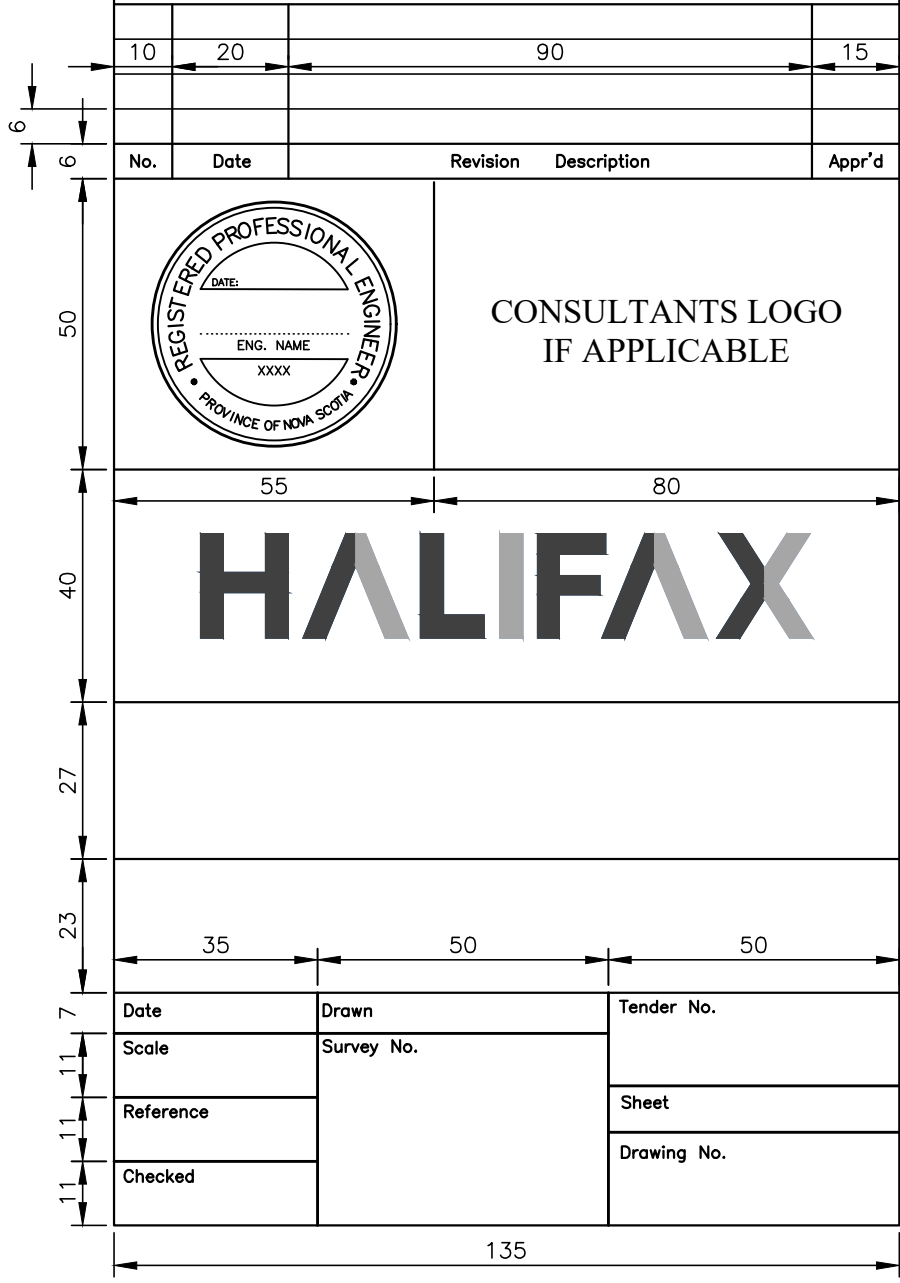 10 20 90 15
6
6
No. Date Revision Description Appr'd
REGISTERED PROFESSIONAL ENGINEER
DATE:
ENG. NAME
XXXX
PROVINCE OF NOVA SCOTIA
50
CONSULTANTS LOGO
IF APPLICABLE
55 80
HALIFAX
40
27
23
35 50 50
7
Date Drawn Tender No.
11
Scale Survey No.
11
Reference Sheet
11
Checked Drawing No.
135